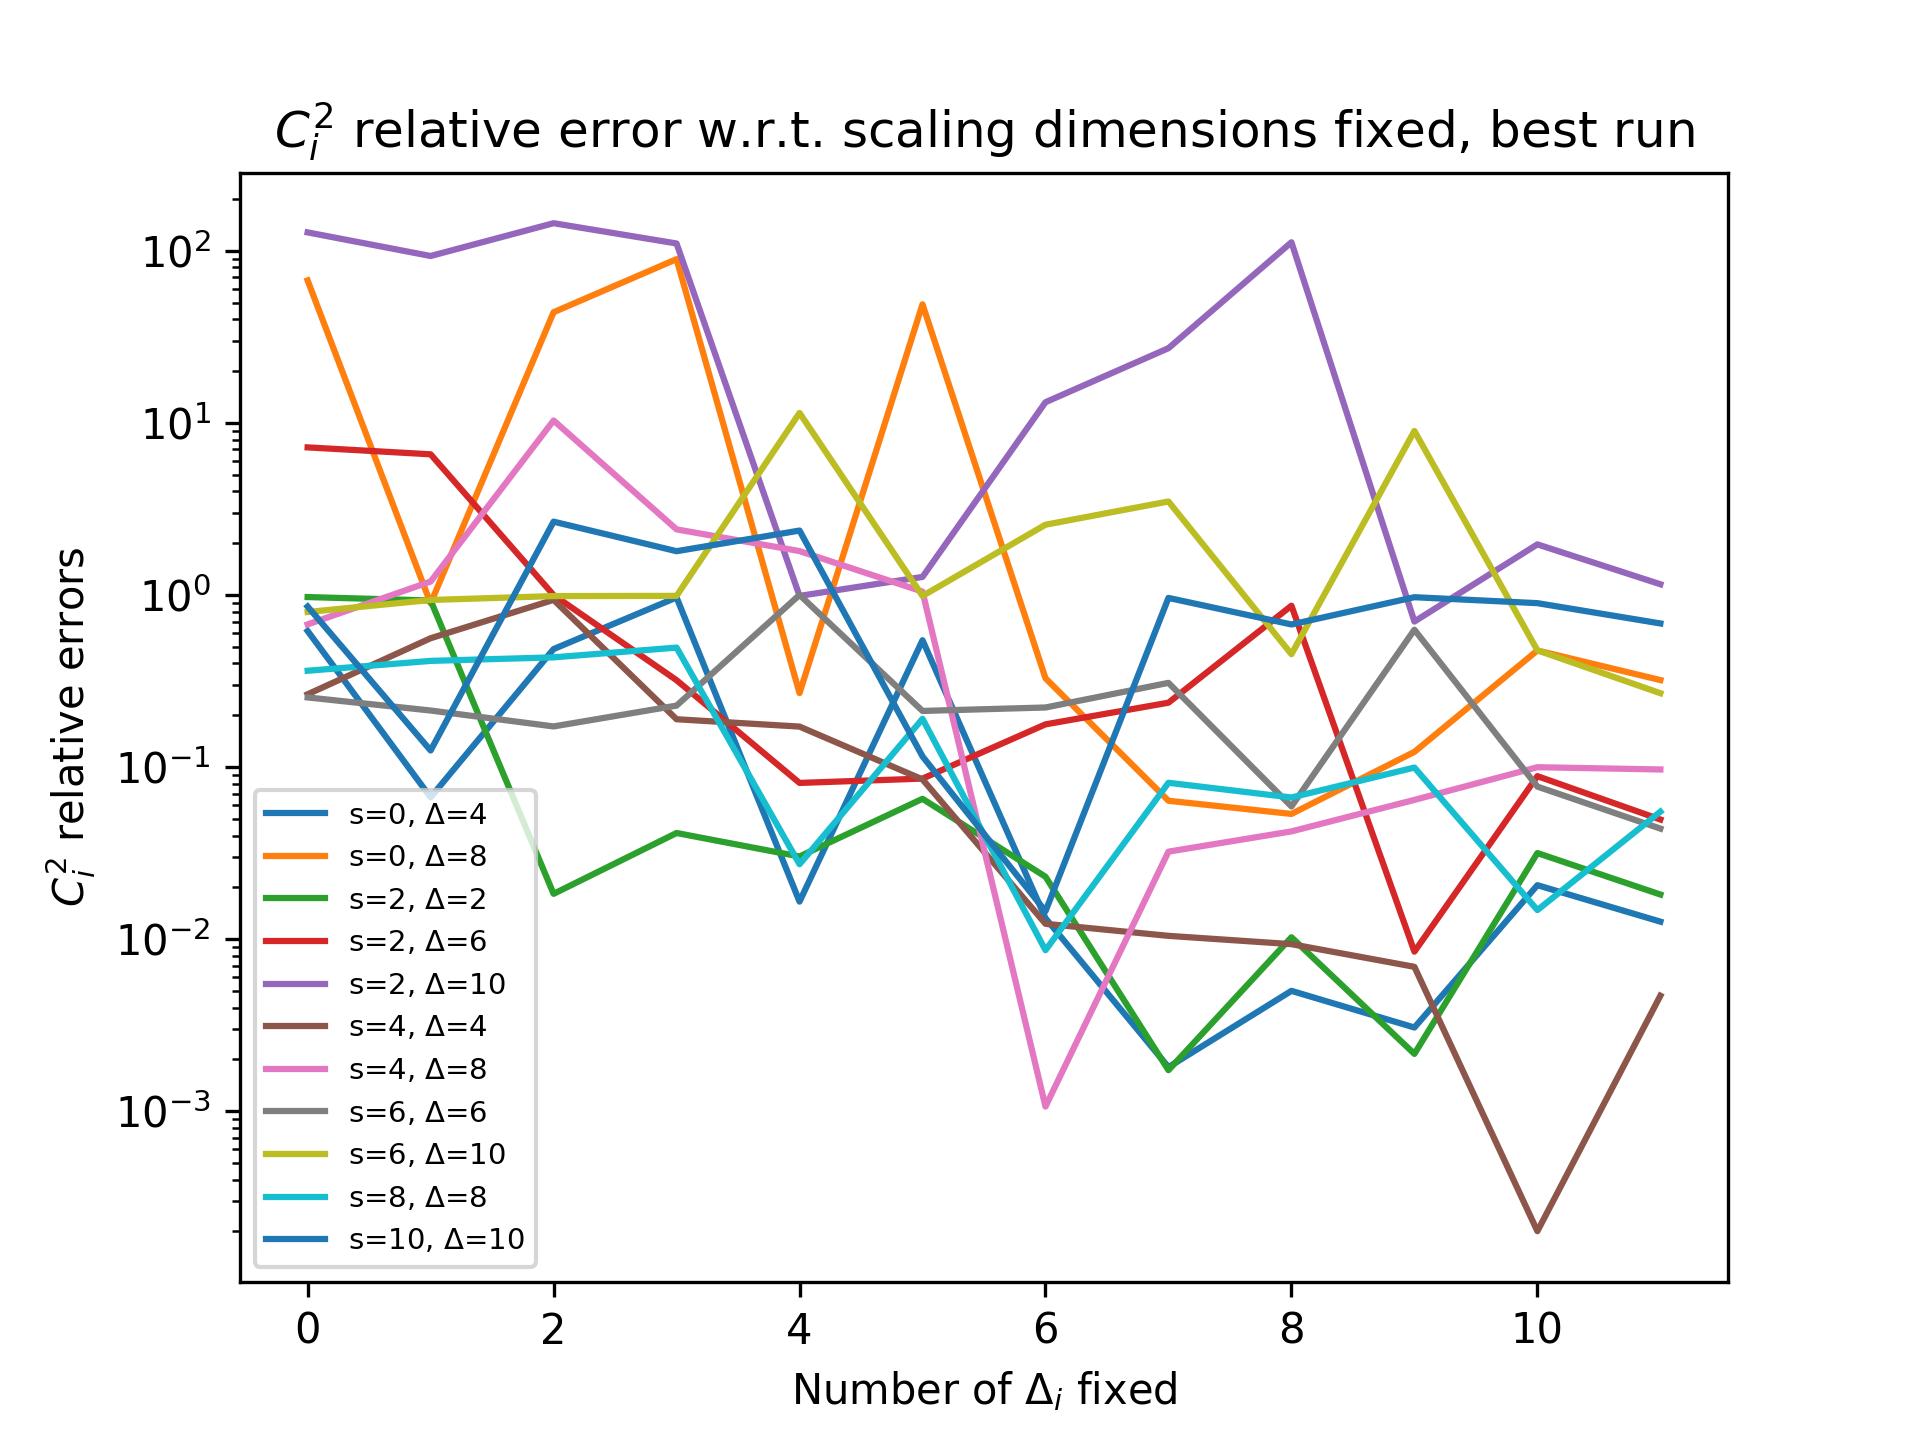 $C_i^2$ relative error w.r.t. scaling dimensions fixed, best run
$C_i^2$ relative errors
$10^2$
$10^1$
$10^0$
$10^{-1}$
$10^{-2}$
$10^{-3}$
s=0, Δ=4
s=0, Δ=8
s=2, Δ=2
s=2, Δ=6
s=2, Δ=10
s=4, Δ=4
s=4, Δ=8
s=6, Δ=6
s=6, Δ=10
s=8, Δ=8
s=10, Δ=10
0 2 4 6 8 10
Number of $Δ_i$ fixed